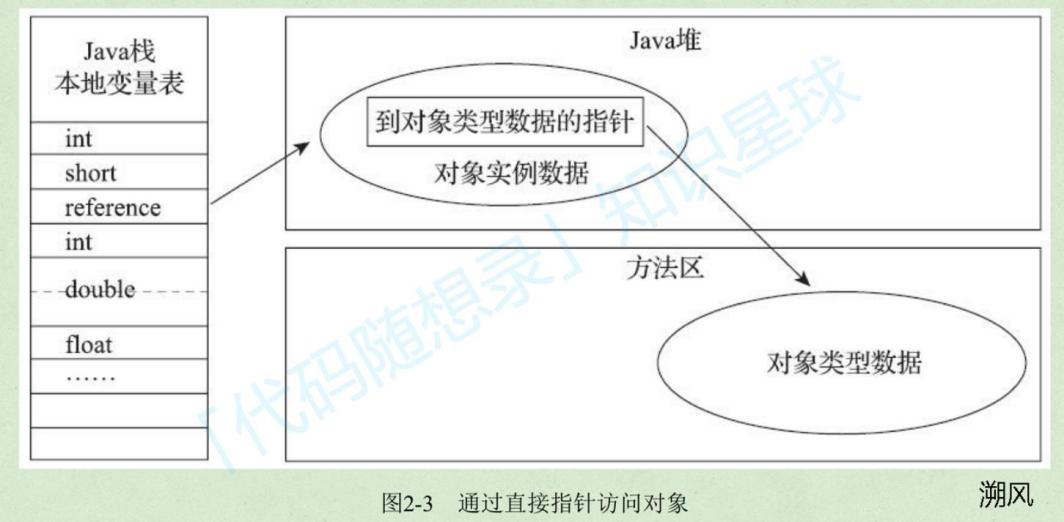 Java栈
本地变量表
int
short
reference
int
double
float
……
Java堆
到对象类型数据的指针
对象实例数据
方法区
对象类型数据
「代码随想录」知识星球
图2-3 通过直接指针访问对象
溯风